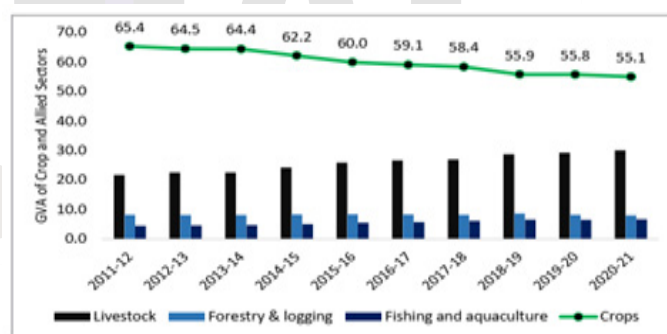 GVA of Crop and Allied Sectors
70.0
60.0
50.0
40.0
30.0
20.0
10.0
0.0
65.4 64.5 64.4 62.2 60.0 59.1 58.4 55.9 55.8 55.1
2011-12 2012-13 2013-14 2014-15 2015-16 2016-17 2017-18 2018-19 2019-20 2020-21
Livestock Forestry & logging Fishing and aquaculture Crops